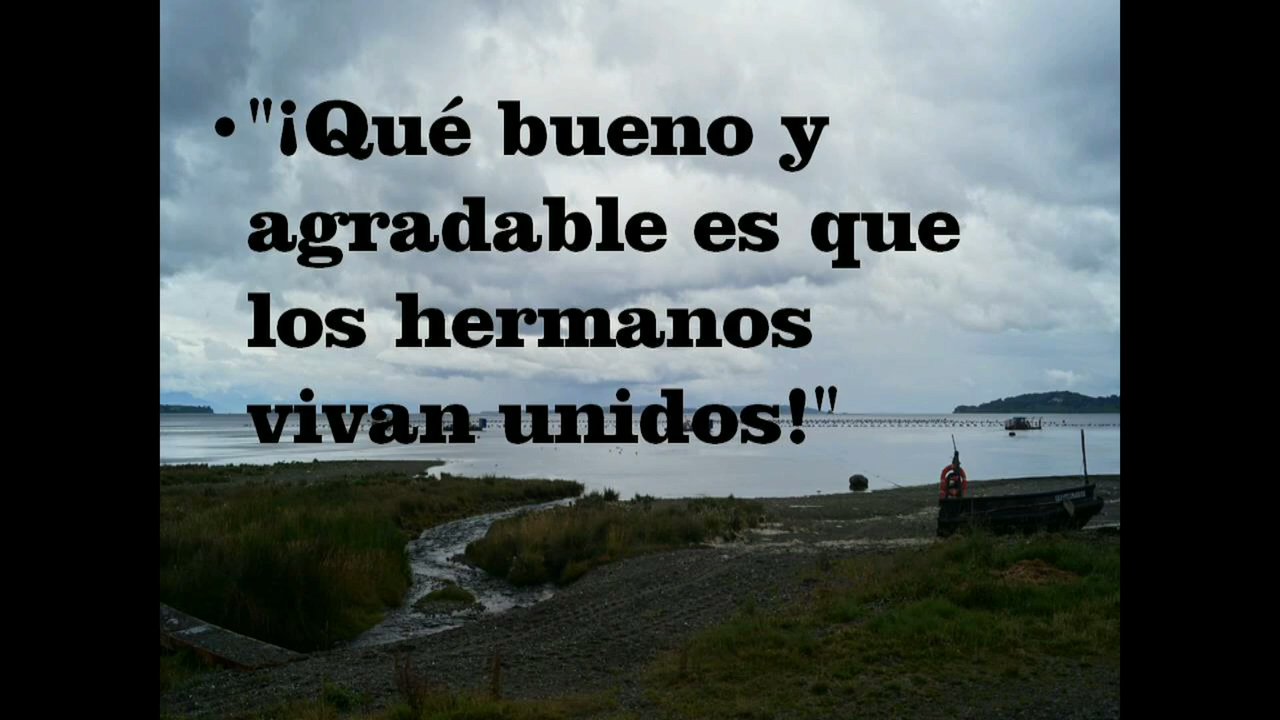 • "¡Qué bueno y
agradable es que
los hermanos
vivan unidos!"